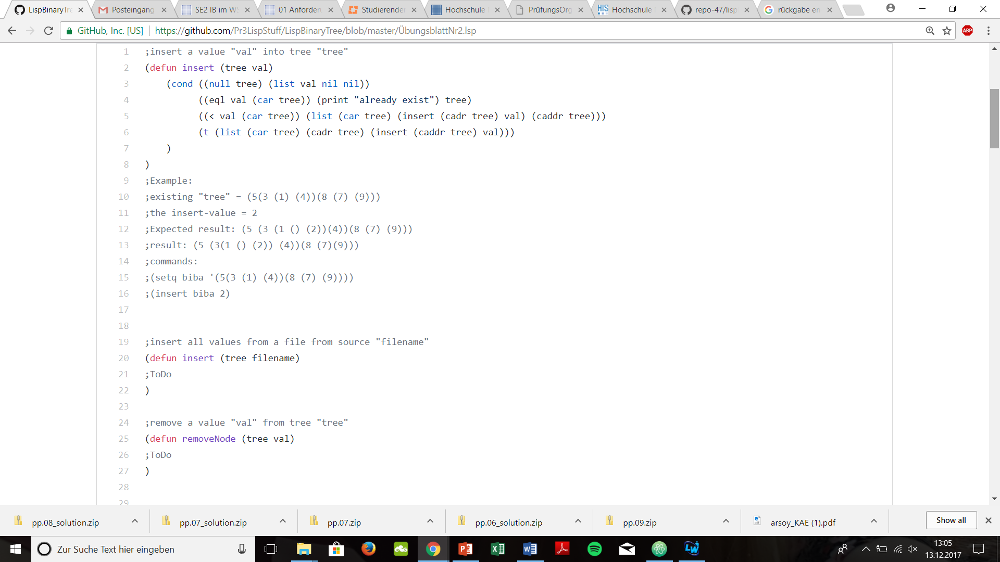 LispBinaryTre
Posteingang
SE2 IB im WS
01 Anforderu
Studierender
Hochschule
PrüfungsOrg
HIS Hochschule
repo-47/lisp
rückgabe en
GitHub, Inc. [US] https://github.com/Pr3LispStuff/LispBinaryTree/blob/master/ÜbungsblattNr2.lsp
ABP
1 ;insert a value "val" into tree "tree"
2 (defun insert (tree val)
3 (cond ((null tree) (list val nil nil))
4 ((eql val (car tree)) (print "already exist") tree)
5 ((< val (car tree)) (list (car tree) (insert (cadr tree) val) (caddr tree)))
6 (t (list (car tree) (cadr tree) (insert (caddr tree) val)))
7 )
8 )
9 ;Example:
10 ;existing "tree" = (5(3 (1) (4))(8 (7) (9)))
11 ;the insert-value = 2
12 ;Expected result: (5 (3 (1 () (2))(4))(8 (7) (9)))
13 ;result: (5 (3(1 () (2)) (4))(8 (7)(9)))
14 ;commands:
15 ;(setq biba '(5(3 (1) (4))(8 (7) (9))))
16 ;(insert biba 2)
17
18
19 ;insert all values from a file from source "filename"
20 (defun insert (tree filename)
21 ;ToDo
22 )
23
24 ;remove a value "val" from tree "tree"
25 (defun removeNode (tree val)
26 ;ToDo
27 )
28
29
pp.08_solution.zip
pp.07_solution.zip
pp.07.zip
pp.06_solution.zip
pp.09.zip
arsoy_KAE (1).pdf
Show all
Zur Suche Text hier eingeben
13:05
13.12.2017